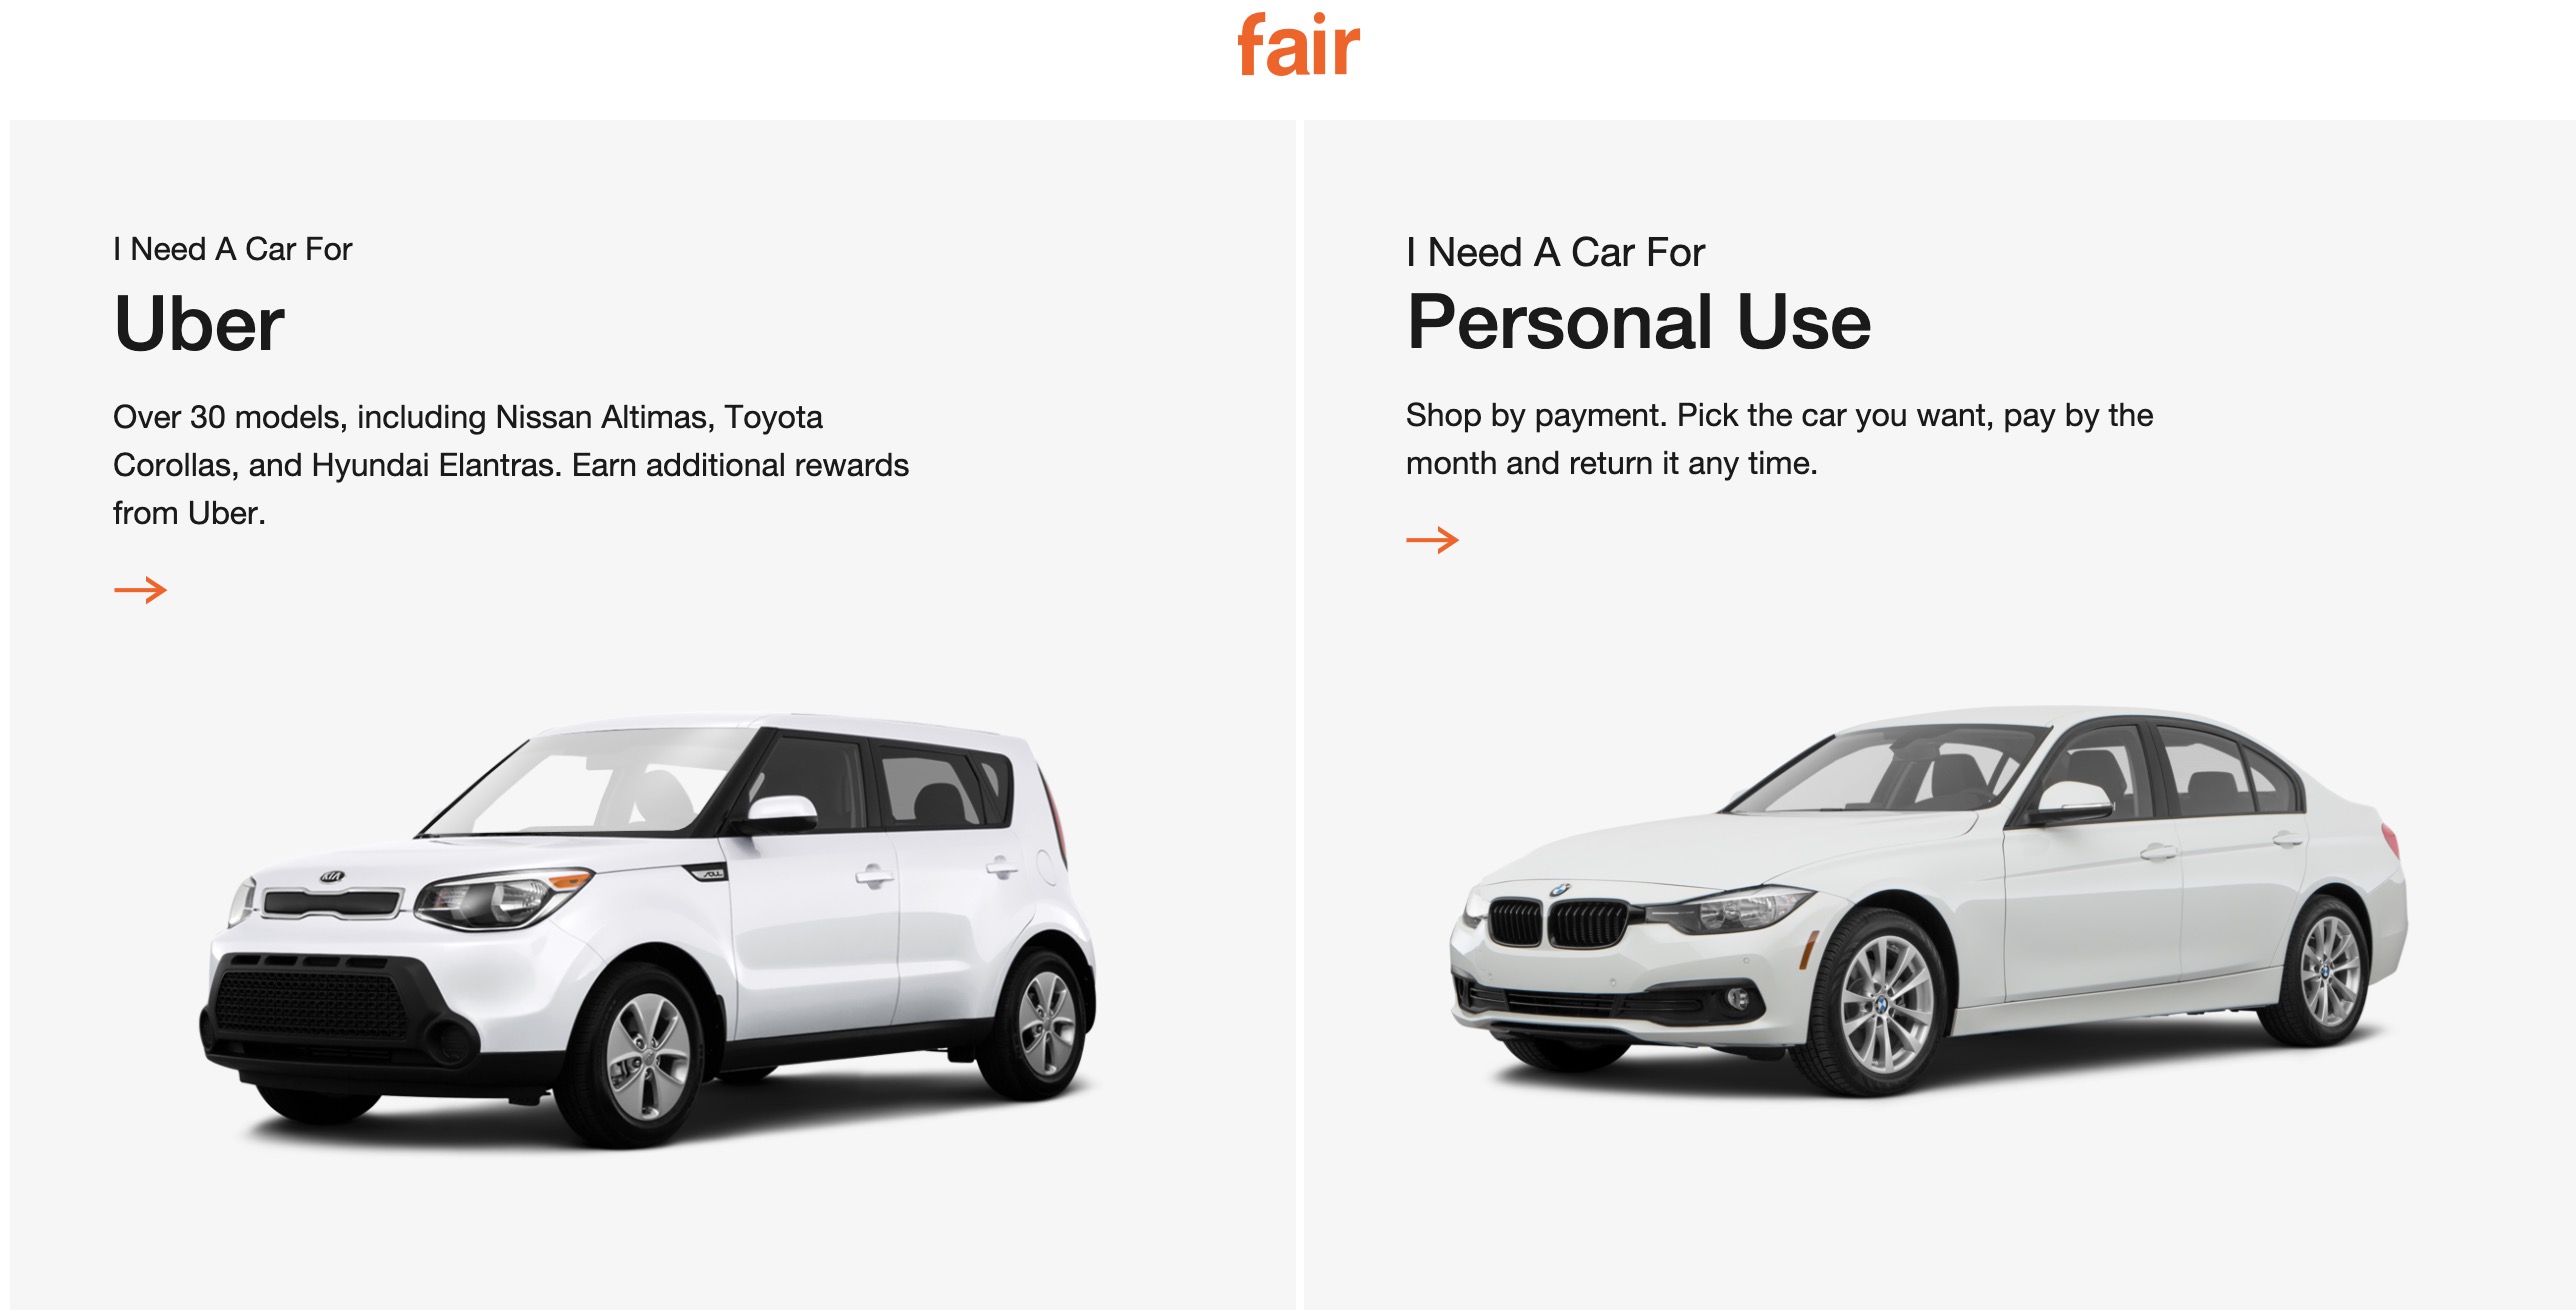 fair
I Need A Car For
Uber
Over 30 models, including Nissan Altimas, Toyota
Corollas, and Hyundai Elantras. Earn additional rewards
from Uber.
I Need A Car For
Personal Use
Shop by payment. Pick the car you want, pay by the
month and return it any time.
KIA
SOUL